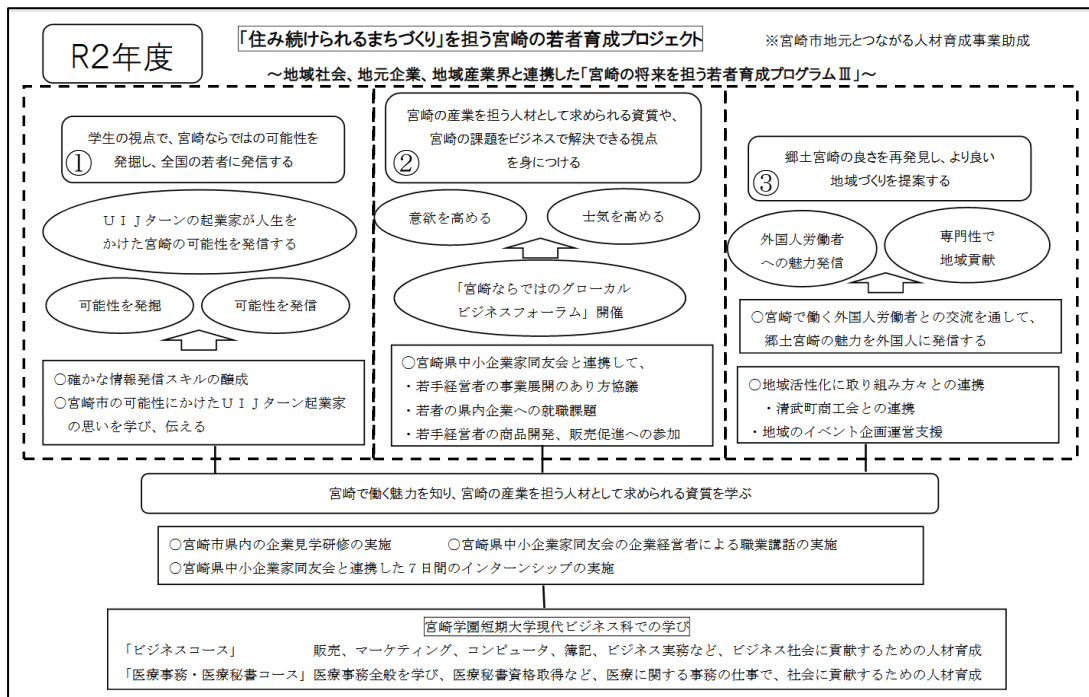 R2年度
「住み続けられるまちづくり」を担う宮崎の若者育成プロジェクト
※宮崎市地元とつながる人材育成事業助成
～地域社会、地元企業、地域産業界と連携した「宮崎の将来を担う若者育成プログラムⅢ」～
①
学生の視点で、宮崎ならではの可能性を
発掘し、全国の若者に発信する
ＵＩＪターンの起業家が人生を
かけた宮崎の可能性を発信する
可能性を発掘
可能性を発信
○確かな情報発信スキルの醸成
○宮崎市の可能性にかけたＵＩＪターン起業家
の思いを学び、伝える
②
宮崎の産業を担う人材として求められる資質や、
宮崎の課題をビジネスで解決できる視点
を身につける
意欲を高める
士気を高める
「宮崎ならではのグローカル
ビジネスフォーラム」開催
○宮崎県中小企業家同友会と連携して、
・若手経営者の事業展開のあり方協議
・若者の県内企業への就職課題
・若手経営者の商品開発、販売促進への参加
③
郷土宮崎の良さを再発見し、より良い
地域づくりを提案する
外国人労働者
への魅力発信
専門性で
地域貢献
○宮崎で働く外国人労働者との交流を通して、
郷土宮崎の魅力を外国人に発信する
○地域活性化に取り組み方々との連携
・清武町商工会との連携
・地域のイベント企画運営支援
宮崎で働く魅力を知り、宮崎の産業を担う人材として求められる資質を学ぶ
○宮崎市県内の企業見学研修の実施 ○宮崎県中小企業家同友会の企業経営者による職業講話の実施
○宮崎県中小企業家同友会と連携した７日間のインターンシップの実施
宮崎学園短期大学現代ビジネス科での学び
「ビジネスコース」 販売、マーケティング、コンピュータ、簿記、ビジネス実務など、ビジネス社会に貢献するための人材育成
「医療事務・医療秘書コース」医療事務全般を学び、医療秘書資格取得など、医療に関する事務の仕事で、社会に貢献するための人材育成